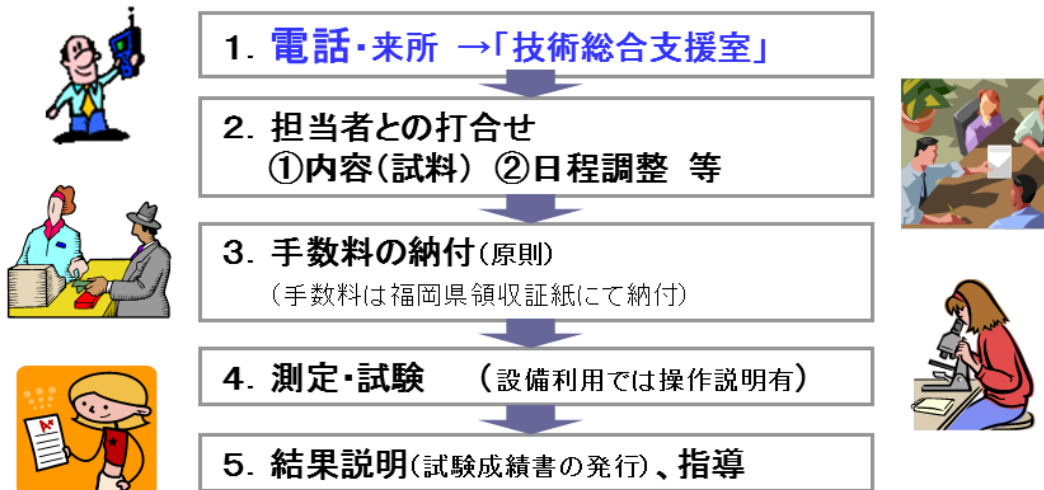 1. 電話・来所 →「技術総合支援室」
2. 担当者との打合せ
①内容(試料) ②日程調整 等
3. 手数料の納付(原則)
(手数料は福岡県領収証紙にて納付)
4. 測定・試験 (設備利用では操作説明有)
5. 結果説明(試験成績書の発行)、指導
A+